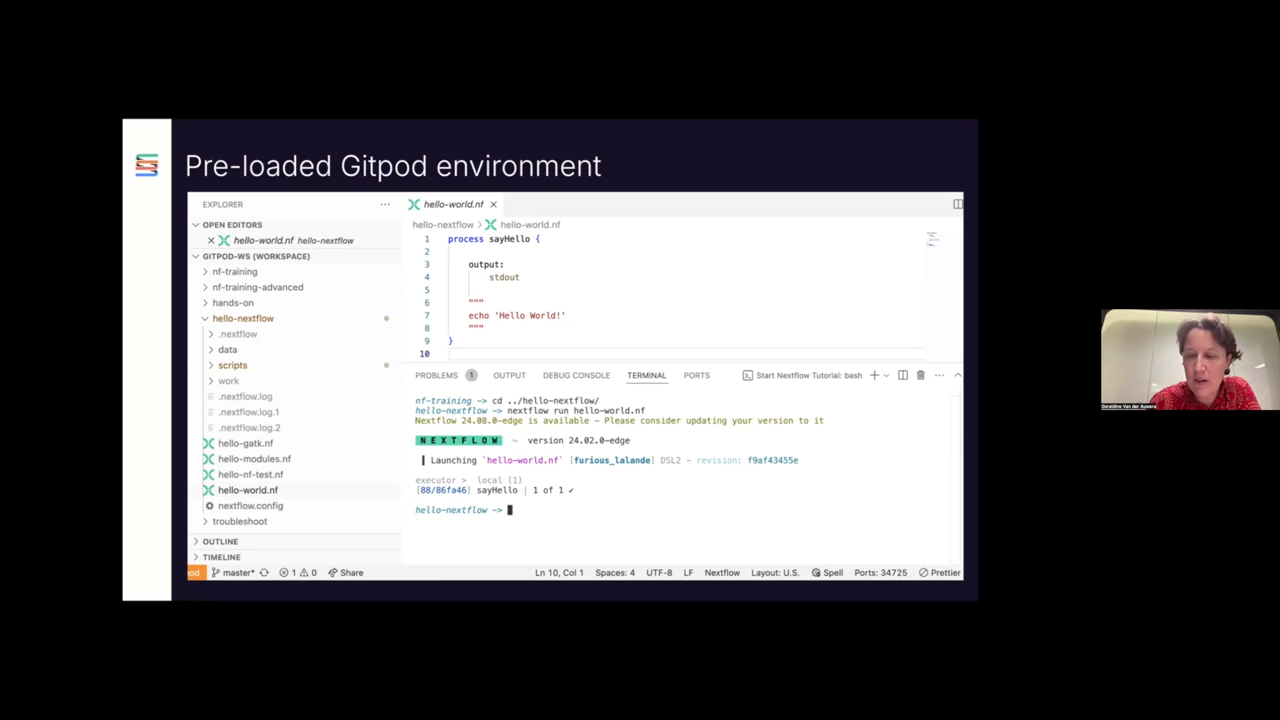 Pre-loaded Gitpod environment
EXPLORER
OPEN EDITORS
hello-world.nf hello-nextflow
GITPOD-WS (WORKSPACE)
nf-training
nf-training-advanced
hands-on
hello-nextflow
.nextflow
data
scripts
work
.nextflow.log
.nextflow.log.1
.nextflow.log.2
hello-gatk.nf
hello-modules.nf
hello-nf-test.nf
hello-world.nf
nextflow.config
troubleshoot
OUTLINE
TIMELINE
hello-world.nf
hello-nextflow > hello-world.nf
1 process sayHello {
2
3 output:
4 stdout
5
6 """
7 echo 'Hello World!'
8 """
9 }
10
PROBLEMS 1 OUTPUT DEBUG CONSOLE TERMINAL PORTS Start Nextflow Tutorial: bash
nf-training -> cd ../hello-nextflow/
hello-nextflow -> nextflow run hello-world.nf
Nextflow 24.08.0-edge is available - Please consider updating your version to it
N E X T F L O W ~ version 24.02.0-edge
Launching `hello-world.nf` [furious_lalande] DSL2 - revision: f9af43455e
executor > local (1)
[88/86fa46] sayHello | 1 of 1 ✔
hello-nextflow ->
od master* 1 0 Share Ln 10, Col 1 Spaces: 4 UTF-8 LF Nextflow Layout: U.S. Spell Ports: 34725 Prettier
Geraldine Van der Auwera